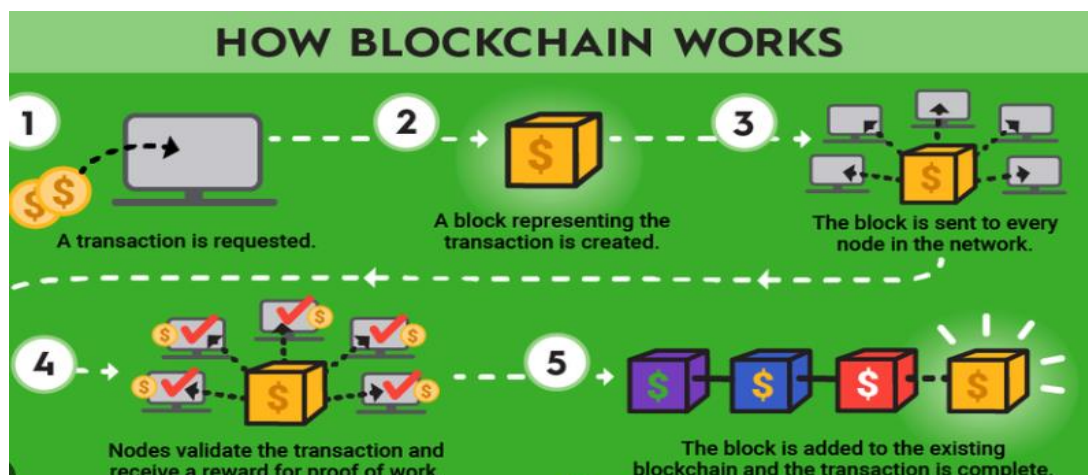 HOW BLOCKCHAIN WORKS
1
2
3
A transaction is requested.
A block representing the
transaction is created.
The block is sent to every
node in the network.
4
5
Nodes validate the transaction and
receive a reward for proof of work
The block is added to the existing
blockchain and the transaction is complete.